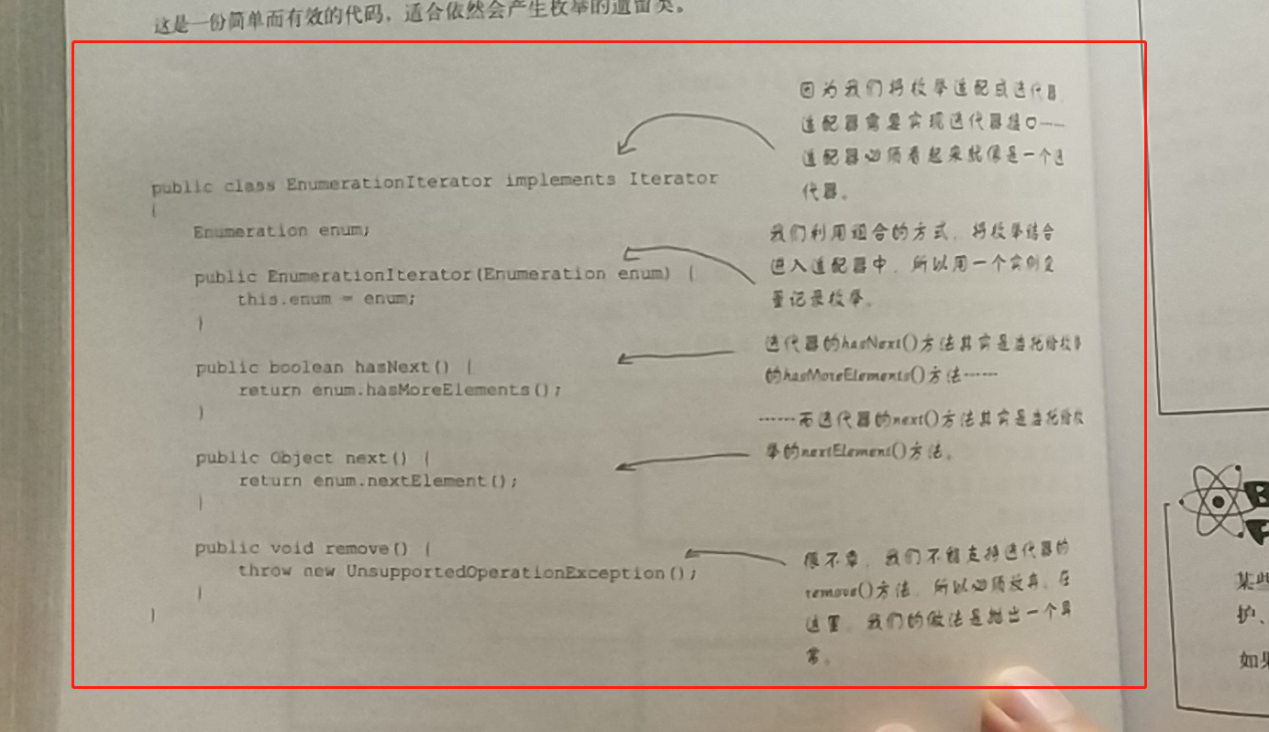 这是一份简单而有效的代码，适合依然会产生枚举的遗留类。
因为我们将枚举适配成迭代器
适配器需要实现迭代器接口……
适配器必须看起来就像是一个迭
代器。
public class EnumerationIterator implements Iterator
{
Enumeration enum;
我们利用组合的方式，将枚举结合
进入适配器中，所以用一个实例变
量记录枚举。
public EnumerationIterator(Enumeration enum) {
this.enum = enum;
}
迭代器的hasNext()方法其实是委托给枚举
的hasMoreElements()方法……
public boolean hasNext() {
return enum.hasMoreElements();
}
……而迭代器的next()方法其实是委托给枚
举的nextElement()方法。
public Object next() {
return enum.nextElement();
}
public void remove() {
throw new UnsupportedOperationException();
}
}
很不幸，我们不能支持迭代器的
remove()方法，所以必须放弃。在
这里，我们的做法是抛出一个异
常。
某些
护、
如果